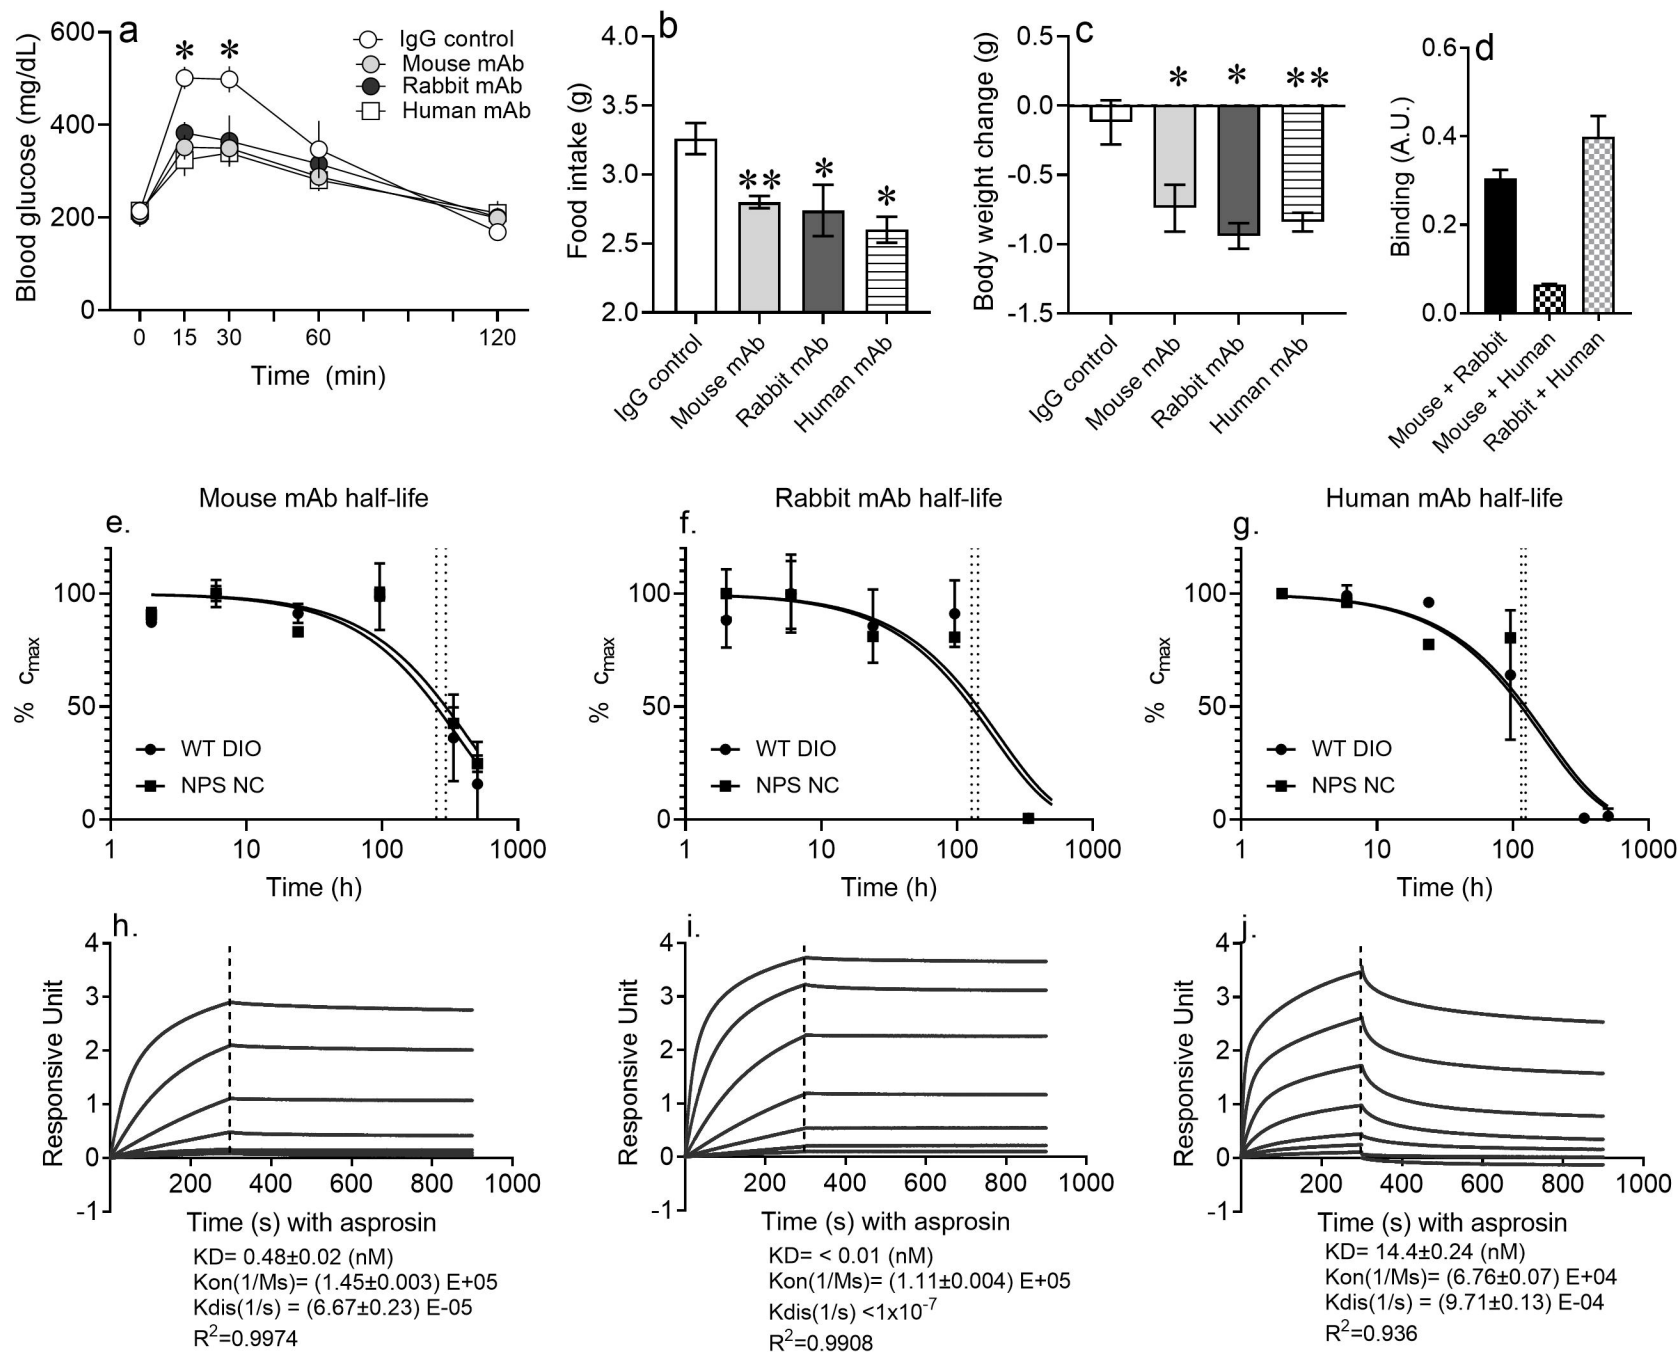 a
Blood glucose (mg/dL)
600
400
200
0
* *
IgG control
Mouse mAb
Rabbit mAb
Human mAb
0 15 30 60 120
Time (min)
b
Food intake (g)
4.0
3.5
3.0
2.5
2.0
** * *
IgG control
Mouse mAb
Rabbit mAb
Human mAb
c
Body weight change (g)
0.5
0.0
-0.5
-1.0
-1.5
* * **
IgG control
Mouse mAb
Rabbit mAb
Human mAb
d
Binding (A.U.)
0.6
0.4
0.2
0.0
Mouse + Rabbit
Mouse + Human
Rabbit + Human
e.
Mouse mAb half-life
% cmax
100
50
0
WT DIO
NPS NC
1 10 100 1000
Time (h)
f.
Rabbit mAb half-life
% cmax
100
50
0
WT DIO
NPS NC
1 10 100 1000
Time (h)
g.
Human mAb half-life
% cmax
100
50
0
WT DIO
NPS NC
1 10 100 1000
Time (h)
h.
Responsive Unit
4
3
2
1
0
-1
200 400 600 800 1000
Time (s) with asprosin
KD= 0.48±0.02 (nM)
Kon(1/Ms)= (1.45±0.003) E+05
Kdis(1/s) = (6.67±0.23) E-05
R²=0.9974
i.
Responsive Unit
4
3
2
1
0
-1
200 400 600 800 1000
Time (s) with asprosin
KD= < 0.01 (nM)
Kon(1/Ms)= (1.11±0.004) E+05
Kdis(1/s) <1x10⁻⁷
R²=0.9908
j.
Responsive Unit
4
3
2
1
0
-1
200 400 600 800 1000
Time (s) with asprosin
KD= 14.4±0.24 (nM)
Kon(1/Ms)= (6.76±0.07) E+04
Kdis(1/s) = (9.71±0.13) E-04
R²=0.936